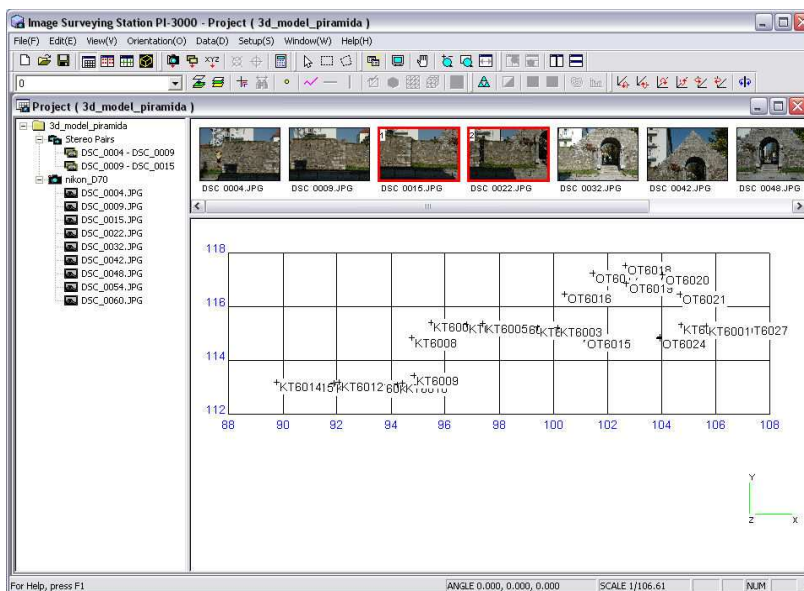 Image Surveying Station PI-3000 - Project ( 3d_model_piramida )
File(F) Edit(E) View(V) Orientation(O) Data(D) Setup(S) Window(W) Help(H)
XYZ
0
Project ( 3d_model_piramida )
3d_model_piramida
Stereo Pairs
DSC_0004 - DSC_0009
DSC_0009 - DSC_0015
nikon_D70
DSC_0004.JPG
DSC_0009.JPG
DSC_0015.JPG
DSC_0022.JPG
DSC_0032.JPG
DSC_0042.JPG
DSC_0048.JPG
DSC_0054.JPG
DSC_0060.JPG
1 2
DSC 0004.JPG DSC 0009.JPG DSC 0015.JPG DSC 0022.JPG DSC 0032.JPG DSC 0042.JPG DSC 0048.JPG
118
OT6018
OT6020
OT6019
116 OT6016 OT6021
KT6005 KT6003 KT6001 OT6027
KT6008 OT6015 OT6024
114
KT6009
KT6014 KT6012
112
88 90 92 94 96 98 100 102 104 106 108
Y
Z X
For Help, press F1 ANGLE 0.000, 0.000, 0.000 SCALE 1/106.61 NUM